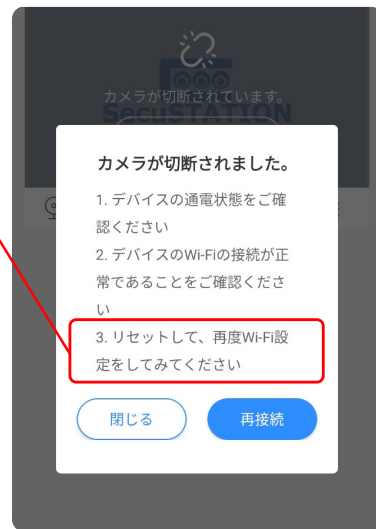 カメラが切断されています。
SecuSTATION
カメラが切断されました。
1. デバイスの通電状態をご確
認ください
2. デバイスのWi-Fiの接続が正
常であることをご確認くださ
い
3. リセットして、再度Wi-Fi設
定をしてみてください
閉じる
再接続